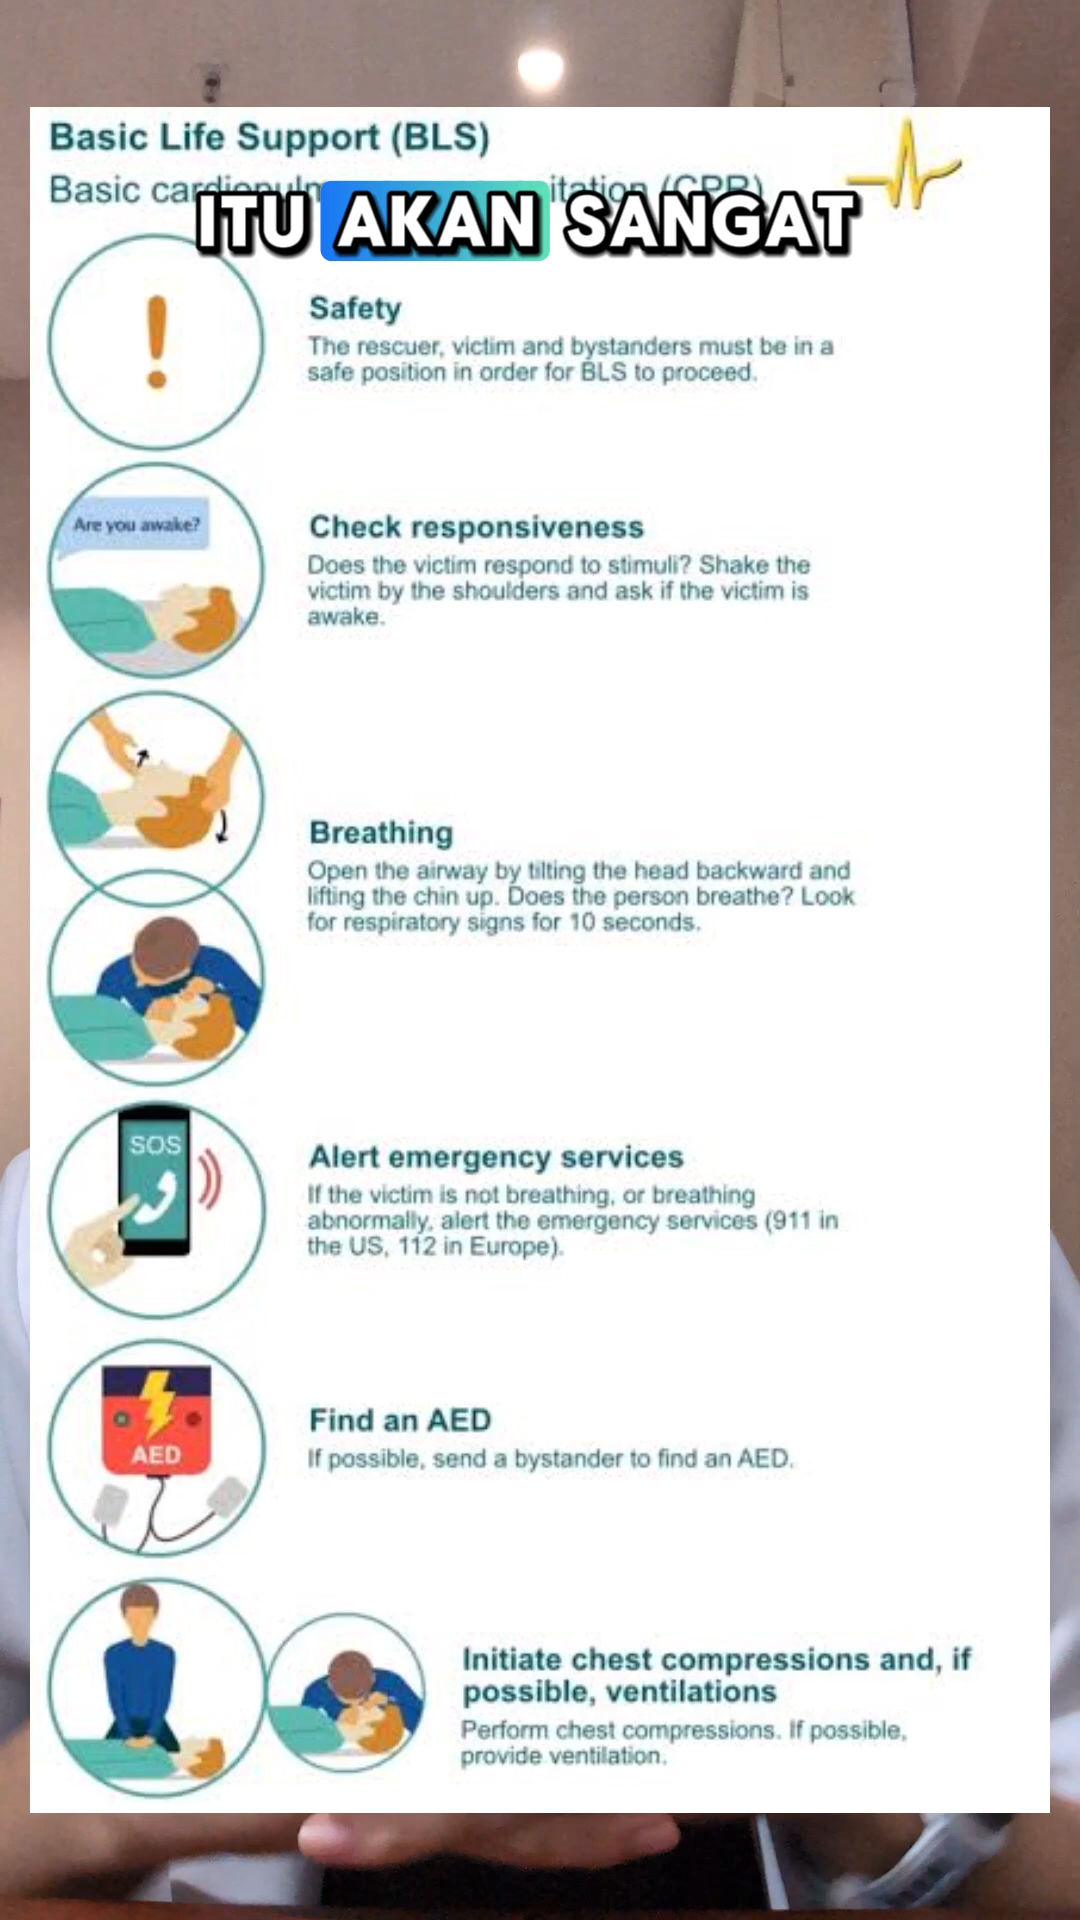 Basic Life Support (BLS)
Basic (CPR)
ITU AKAN SANGAT
Safety
The rescuer, victim and bystanders must be in a
safe position in order for BLS to proceed.
Are you awake?
Check responsiveness
Does the victim respond to stimuli? Shake the
victim by the shoulders and ask if the victim is
awake.
Breathing
Open the airway by tilting the head backward and
lifting the chin up. Does the person breathe? Look
for respiratory signs for 10 seconds.
SOS
Alert emergency services
If the victim is not breathing, or breathing
abnormally, alert the emergency services (911 in
the US, 112 in Europe).
AED
Find an AED
If possible, send a bystander to find an AED.
Initiate chest compressions and, if
possible, ventilations
Perform chest compressions. If possible,
provide ventilation.